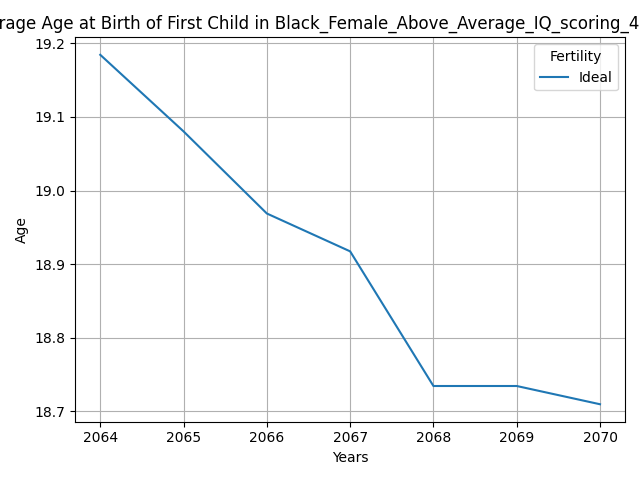 rage Age at Birth of First Child in Black_Female_Above_Average_IQ_scoring_4
19.2
19.1
19.0
18.9
18.8
18.7
Age
Fertility
Ideal
2064 2065 2066 2067 2068 2069 2070
Years